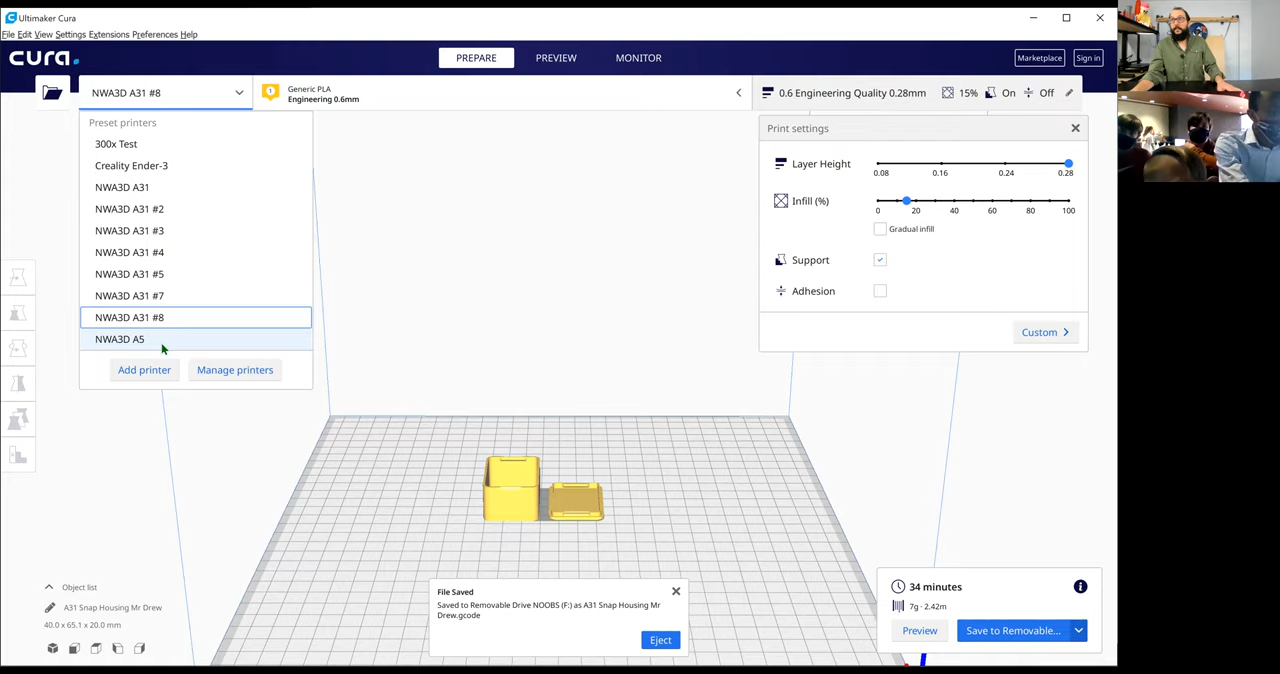 Ultimaker Cura
File Edit View Settings Extensions Preferences Help
cura.
PREPARE
PREVIEW
MONITOR
Marketplace
Sign in
NWA3D A31 #8
1
Generic PLA
Engineering 0.6mm
0.6 Engineering Quality 0.28mm
15%
On
Off
Preset printers
300x Test
Creality Ender-3
NWA3D A31
NWA3D A31 #2
NWA3D A31 #3
NWA3D A31 #4
NWA3D A31 #5
NWA3D A31 #7
NWA3D A31 #8
NWA3D A5
Add printer
Manage printers
Print settings
Layer Height
0.08 0.16 0.24 0.28
Infill (%)
0 20 40 60 80 100
Gradual infill
Support
Adhesion
Custom
Object list
A31 Snap Housing Mr Drew
40.0 x 65.1 x 20.0 mm
File Saved
Saved to Removable Drive NOOBS (F:) as A31 Snap Housing Mr
Drew.gcode
Eject
34 minutes
7g · 2.42m
Preview
Save to Removable...